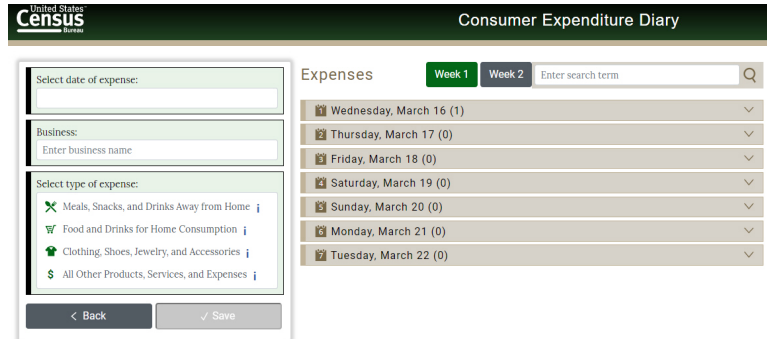 United States™
Census
Bureau
Consumer Expenditure Diary
Select date of expense:
Business:
Enter business name
Select type of expense:
Meals, Snacks, and Drinks Away from Home i
Food and Drinks for Home Consumption i
Clothing, Shoes, Jewelry, and Accessories i
$ All Other Products, Services, and Expenses i
< Back
✓ Save
Expenses
Week 1
Week 2
Enter search term
1 Wednesday, March 16 (1)
2 Thursday, March 17 (0)
3 Friday, March 18 (0)
4 Saturday, March 19 (0)
5 Sunday, March 20 (0)
6 Monday, March 21 (0)
7 Tuesday, March 22 (0)